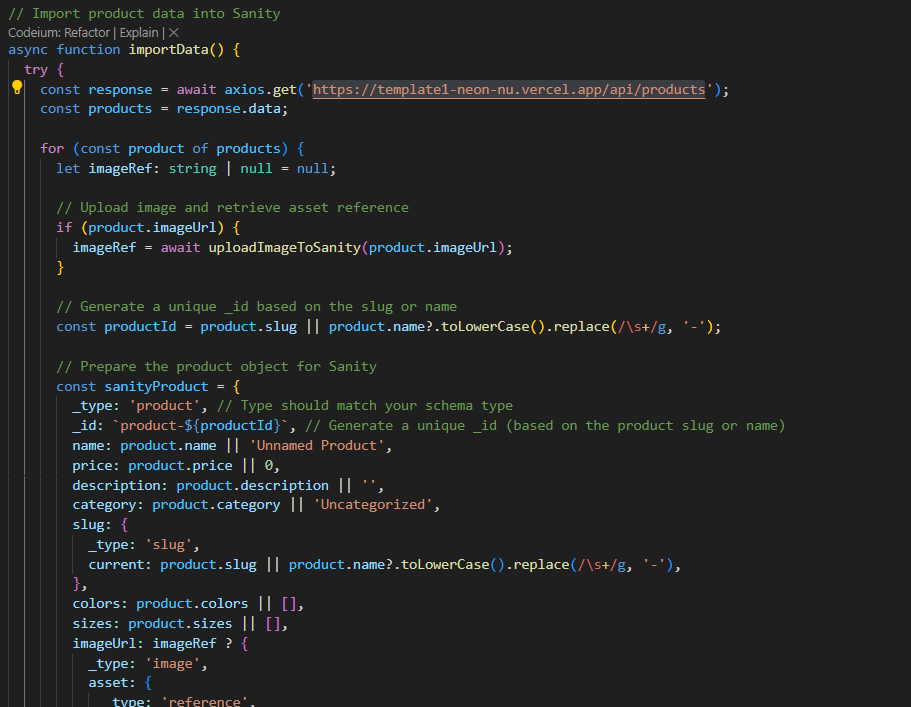 // Import product data into Sanity
Codeium: Refactor | Explain | ×
async function importData() {
try {
const response = await axios.get('https://template1-neon-nu.vercel.app/api/products');
const products = response.data;
for (const product of products) {
let imageRef: string | null = null;
// Upload image and retrieve asset reference
if (product.imageUrl) {
imageRef = await uploadImageToSanity(product.imageUrl);
}
// Generate a unique _id based on the slug or name
const productId = product.slug || product.name?.toLowerCase().replace(/\s+/g, '-');
// Prepare the product object for Sanity
const sanityProduct = {
_type: 'product', // Type should match your schema type
_id: `product-${productId}`, // Generate a unique _id (based on the product slug or name)
name: product.name || 'Unnamed Product',
price: product.price || 0,
description: product.description || '',
category: product.category || 'Uncategorized',
slug: {
_type: 'slug',
current: product.slug || product.name?.toLowerCase().replace(/\s+/g, '-'),
},
colors: product.colors || [],
sizes: product.sizes || [],
imageUrl: imageRef ? {
_type: 'image',
asset: {
_type: 'reference',